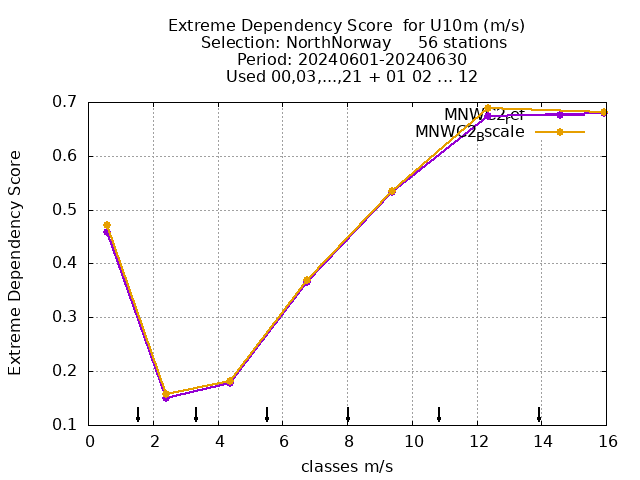 Extreme Dependency Score  for U10m (m/s)
Selection: NorthNorway     56 stations
Period: 20240601-20240630
Used 00,03,...,21 + 01 02 ... 12
Extreme Dependency Score
0.7
0.6
0.5
0.4
0.3
0.2
0.1
MNWC2_ref
MNWC2_Bscale
0 2 4 6 8 10 12 14 16
classes m/s